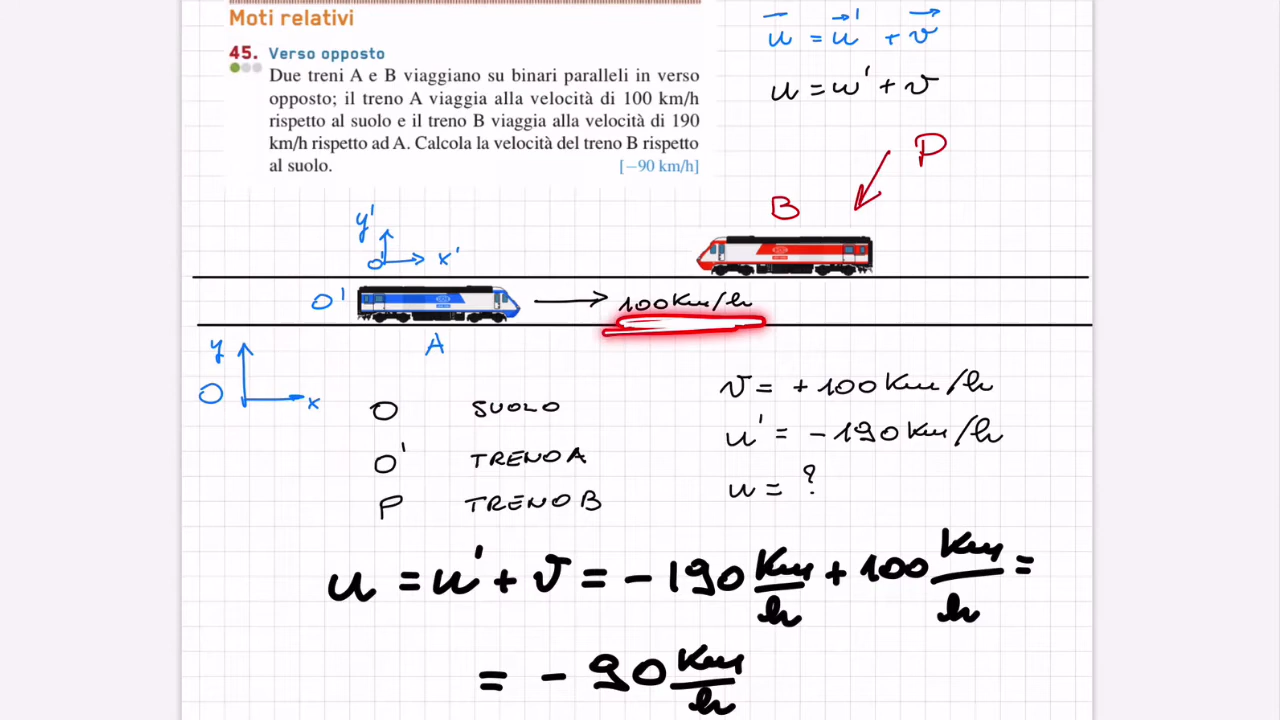 Moti relativi
45. Verso opposto
Due treni A e B viaggiano su binari paralleli in verso
opposto; il treno A viaggia alla velocità di 100 km/h
rispetto al suolo e il treno B viaggia alla velocità di 190
km/h rispetto ad A. Calcola la velocità del treno B rispetto
al suolo. [−90 km/h]
u = u' + v
u = u' + v
P
B
y'
O' x'
O' 100 Km/h
A
y
O x
v = + 100 Km/h
u' = − 190 Km/h
u = ?
O SUOLO
O' TRENO A
P TRENO B
u = u' + v = − 190 Km/h + 100 Km/h =
= − 90 Km/h